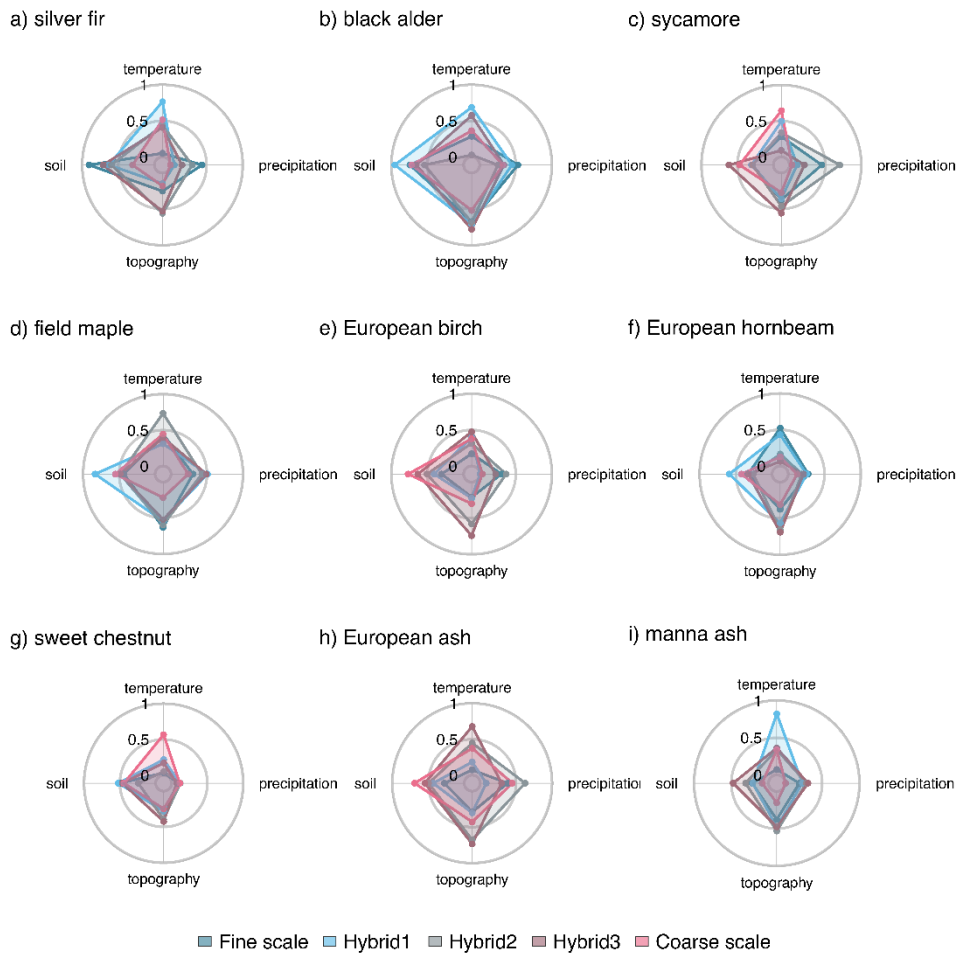 a) silver fir
b) black alder
c) sycamore
temperature
1
0.5
0
soil
precipitation
topography
temperature
1
0.5
0
soil
precipitation
topography
temperature
1
0.5
0
soil
precipitation
topography
d) field maple
e) European birch
f) European hornbeam
temperature
1
0.5
0
soil
precipitation
topography
temperature
1
0.5
0
soil
precipitation
topography
temperature
1
0.5
0
soil
precipitation
topography
g) sweet chestnut
h) European ash
i) manna ash
temperature
1
0.5
0
soil
precipitation
topography
temperature
1
0.5
0
soil
precipitation
topography
temperature
1
0.5
0
soil
precipitation
topography
Fine scale Hybrid1 Hybrid2 Hybrid3 Coarse scale